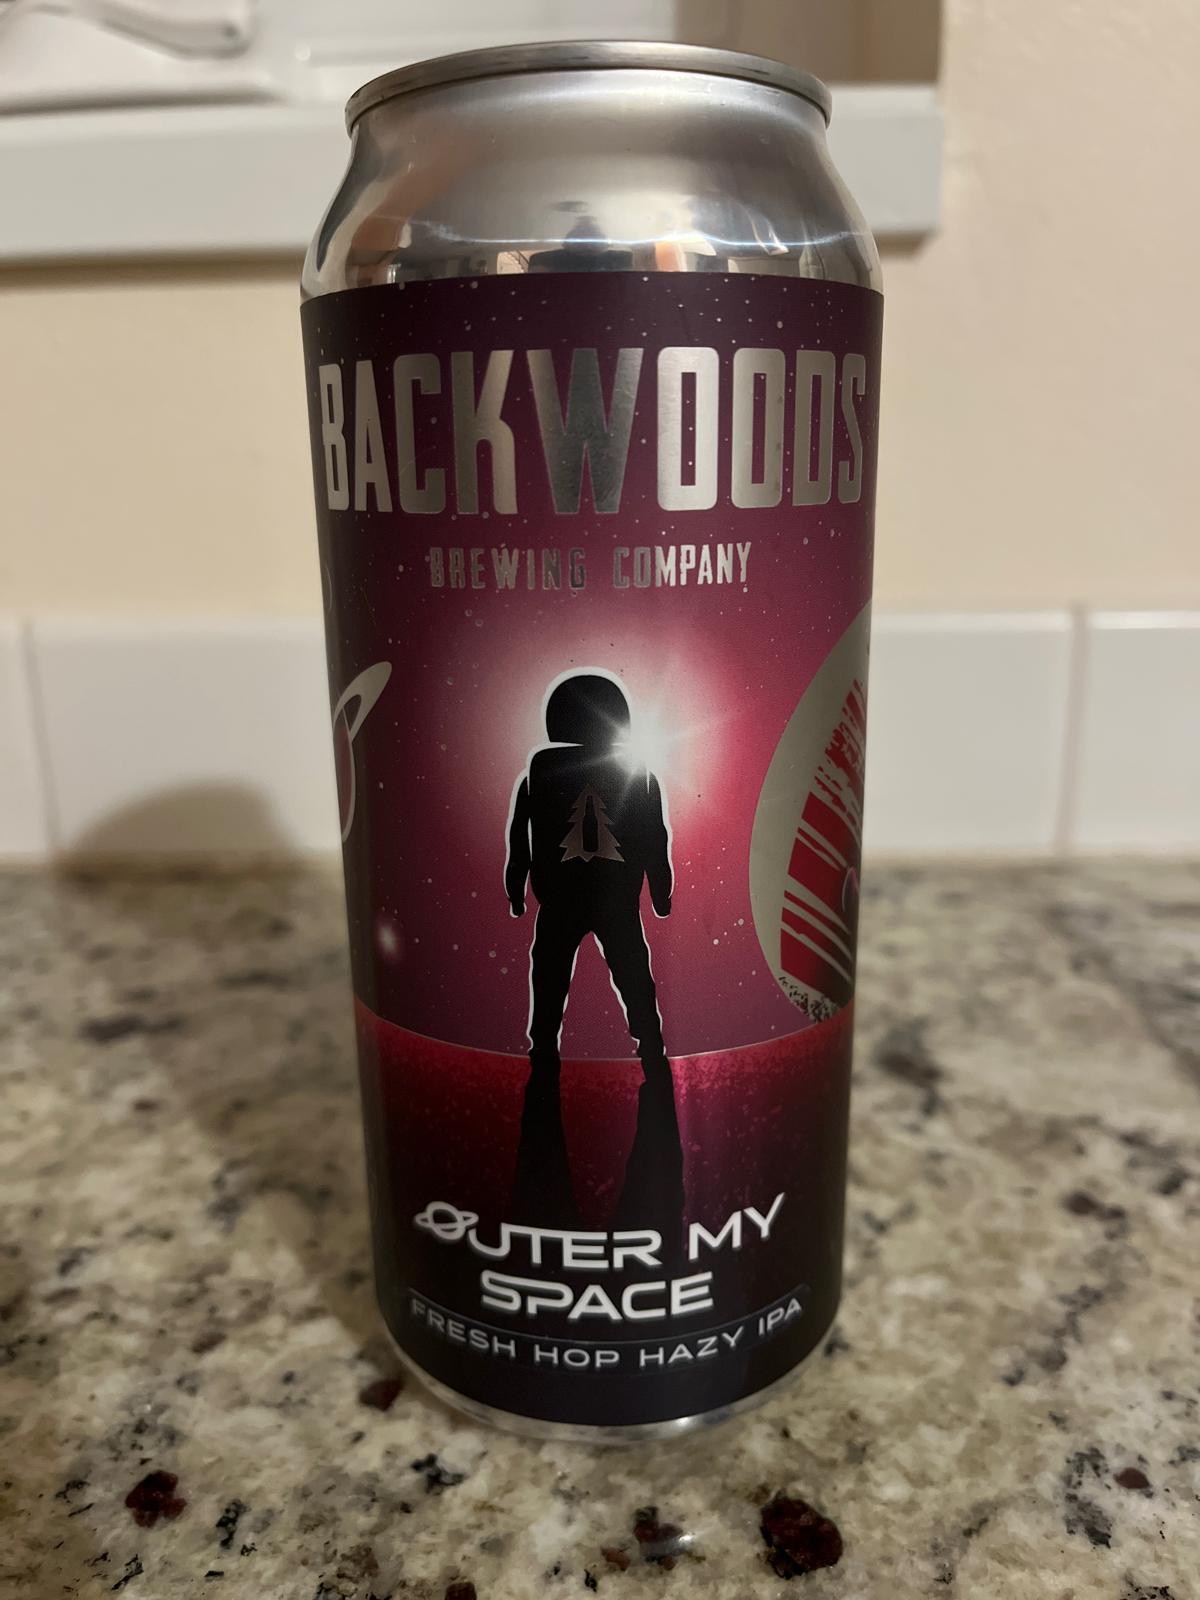 BACKWOODS
BREWING COMPANY
OUTER MY
SPACE
FRESH HOP HAZY IPA